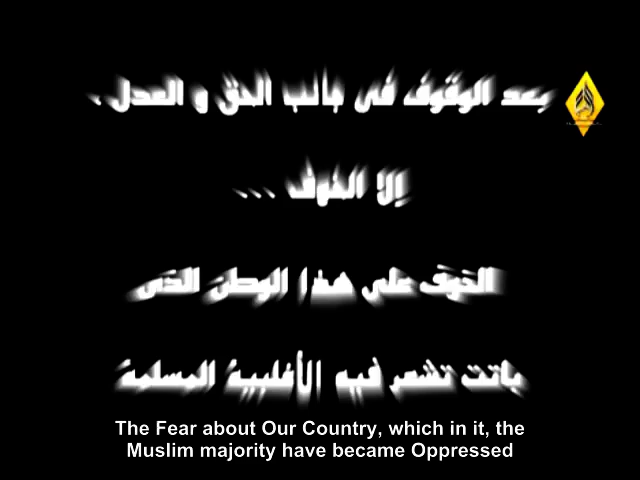 بعد الوقوف فى جانب الحق و العدل .
إلا الخوف ...
الخوف على هذا الوطن الذى
باتت تشعر فيه الأغلبية المسلمة
The Fear about Our Country, which in it, the
Muslim majority have became Oppressed